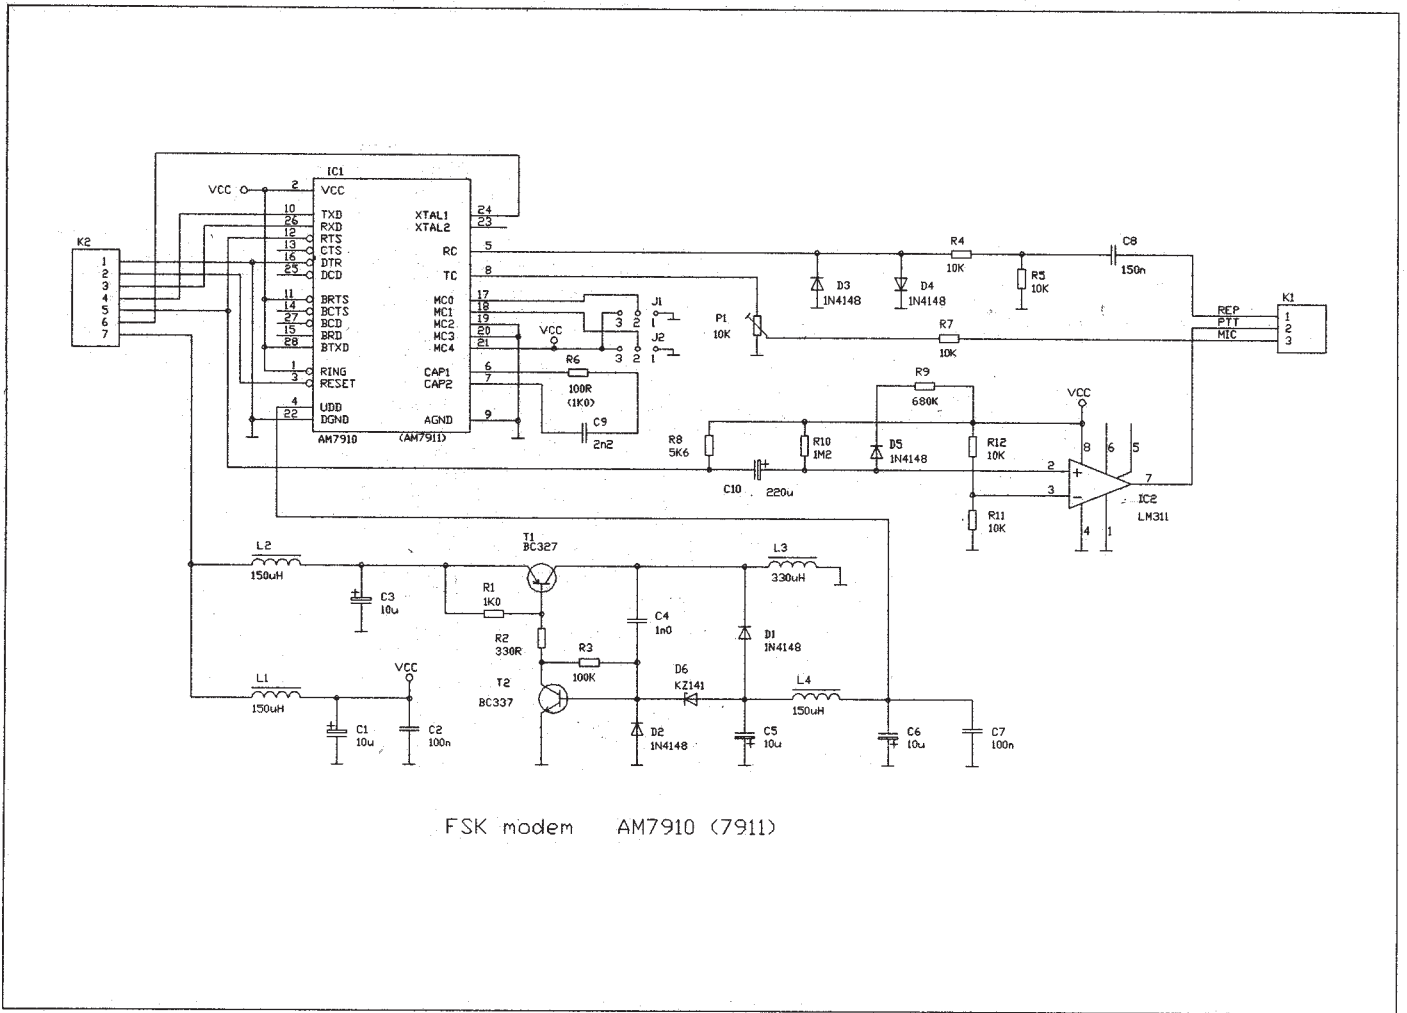 IC1
VCC
2
VCC
10
TXD
XTAL1
24
26
RXD
XTAL2
23
K2
12
RTS
13
CTS
RC
5
1
16
DTR
2
25
DCD
TC
8
3
4
11
BRTS
MC0
17
5
14
BCTS
MC1
18
6
27
BCD
MC2
19
7
15
BRD
MC3
20
28
BTXD
MC4
21
VCC
J1
3
2
1
J2
3
2
1
1
RING
CAP1
6
R6
3
RESET
CAP2
7
100R
(1K0)
4
UDD
22
DGND
AGND
9
C9
2n2
AM7910
(AM7911)
R4
10K
C8
150n
D3
1N4148
D4
1N4148
R5
10K
P1
10K
R7
10K
K1
REP
1
PTT
2
MIC
3
R9
680K
VCC
R8
5K6
R10
1M2
D5
1N4148
R12
10K
8
6
5
2
+
7
3
-
C10
+
220u
IC2
LM311
R11
10K
4
1
T1
BC327
L2
150uH
L3
330uH
+
C3
10u
R1
1K0
C4
1n0
R2
330R
R3
100K
D1
1N4148
L1
150uH
VCC
T2
BC337
D6
KZ141
L4
150uH
+
C1
10u
C2
100n
D2
1N4148
C5
10u
+
C6
10u
+
C7
100n
FSK modem AM7910 (7911)